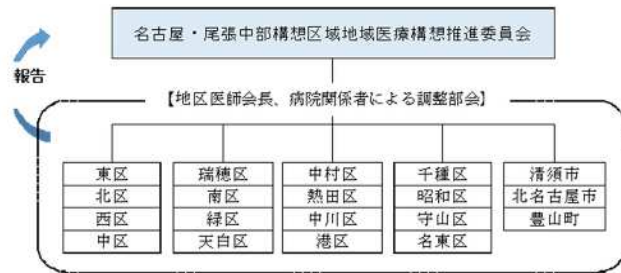 名古屋・尾張中部構想区域地域医療構想推進委員会
報告
【地区医師会長、病院関係者による調整部会】
東区
北区
西区
中区
瑞穂区
南区
緑区
天白区
中村区
熱田区
中川区
港区
千種区
昭和区
守山区
名東区
清須市
北名古屋市
豊山町